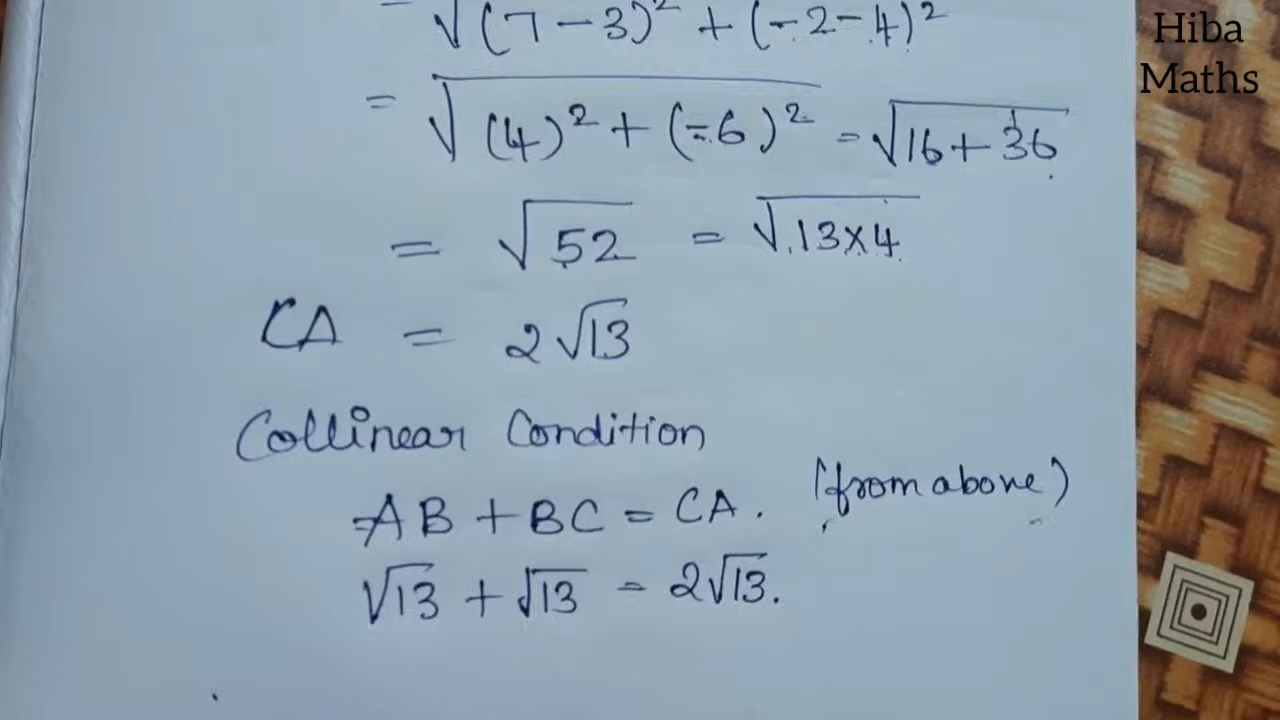 = √(7-3)² + (-2-4)²
= √(4)² + (-6)² = √16+36
= √52 = √13×4
CA = 2√13
Collinear Condition
AB + BC = CA. (from above)
√13 + √13 = 2√13.
Hiba
Maths